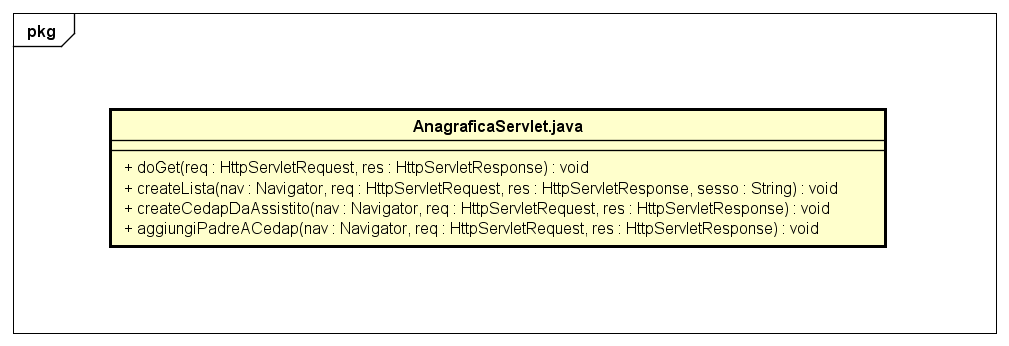 pkg
AnagraficaServlet.java
+ doGet(req : HttpServletRequest, res : HttpServletResponse) : void
+ createLista(nav : Navigator, req : HttpServletRequest, res : HttpServletResponse, sesso : String) : void
+ createCedapDaAssistito(nav : Navigator, req : HttpServletRequest, res : HttpServletResponse) : void
+ aggiungiPadreACedap(nav : Navigator, req : HttpServletRequest, res : HttpServletResponse) : void